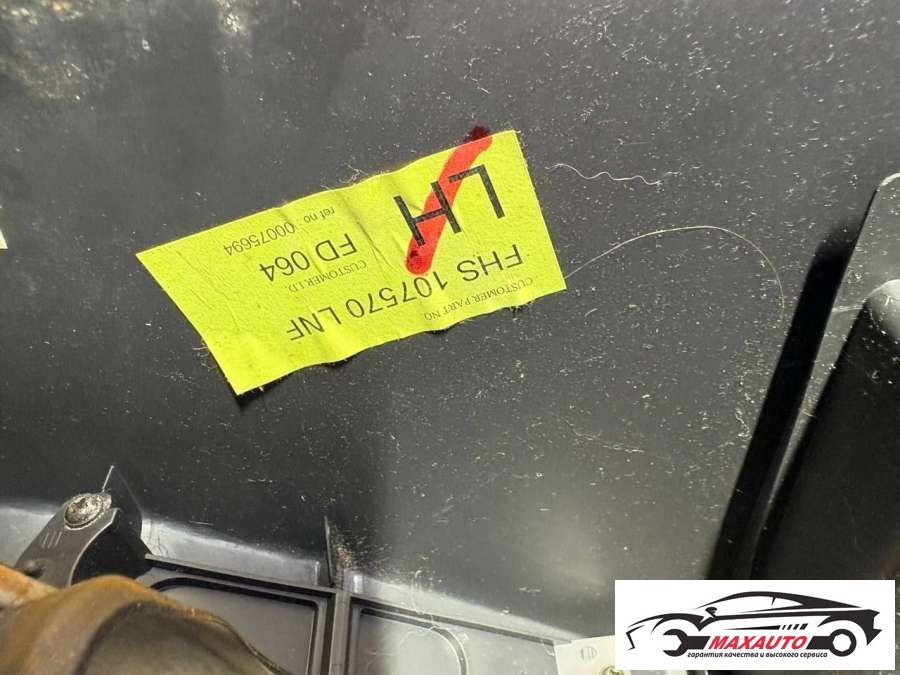 CUSTOMER PART NO.
FHS 107570 LNF
LH
CUSTOMER I.D.
FD 064
ref no : 00075694
MAXAUTO
гарантия качества и высокого сервиса